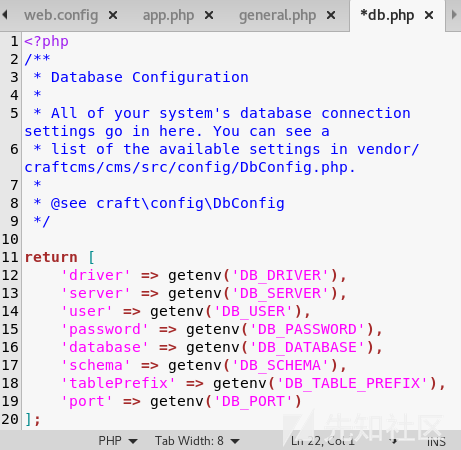 web.config × app.php × general.php × *db.php ×
1 <?php
2 /**
3  * Database Configuration
4  *
5  * All of your system's database connection
settings go in here. You can see a
6  * list of the available settings in vendor/
craftcms/cms/src/config/DbConfig.php.
7  *
8  * @see craft\config\DbConfig
9  */
10
11 return [
12     'driver' => getenv('DB_DRIVER'),
13     'server' => getenv('DB_SERVER'),
14     'user' => getenv('DB_USER'),
15     'password' => getenv('DB_PASSWORD'),
16     'database' => getenv('DB_DATABASE'),
17     'schema' => getenv('DB_SCHEMA'),
18     'tablePrefix' => getenv('DB_TABLE_PREFIX'),
19     'port' => getenv('DB_PORT')
20 ];
先知社区
PHP Tab Width: 8 Ln 22, Col 1 INS